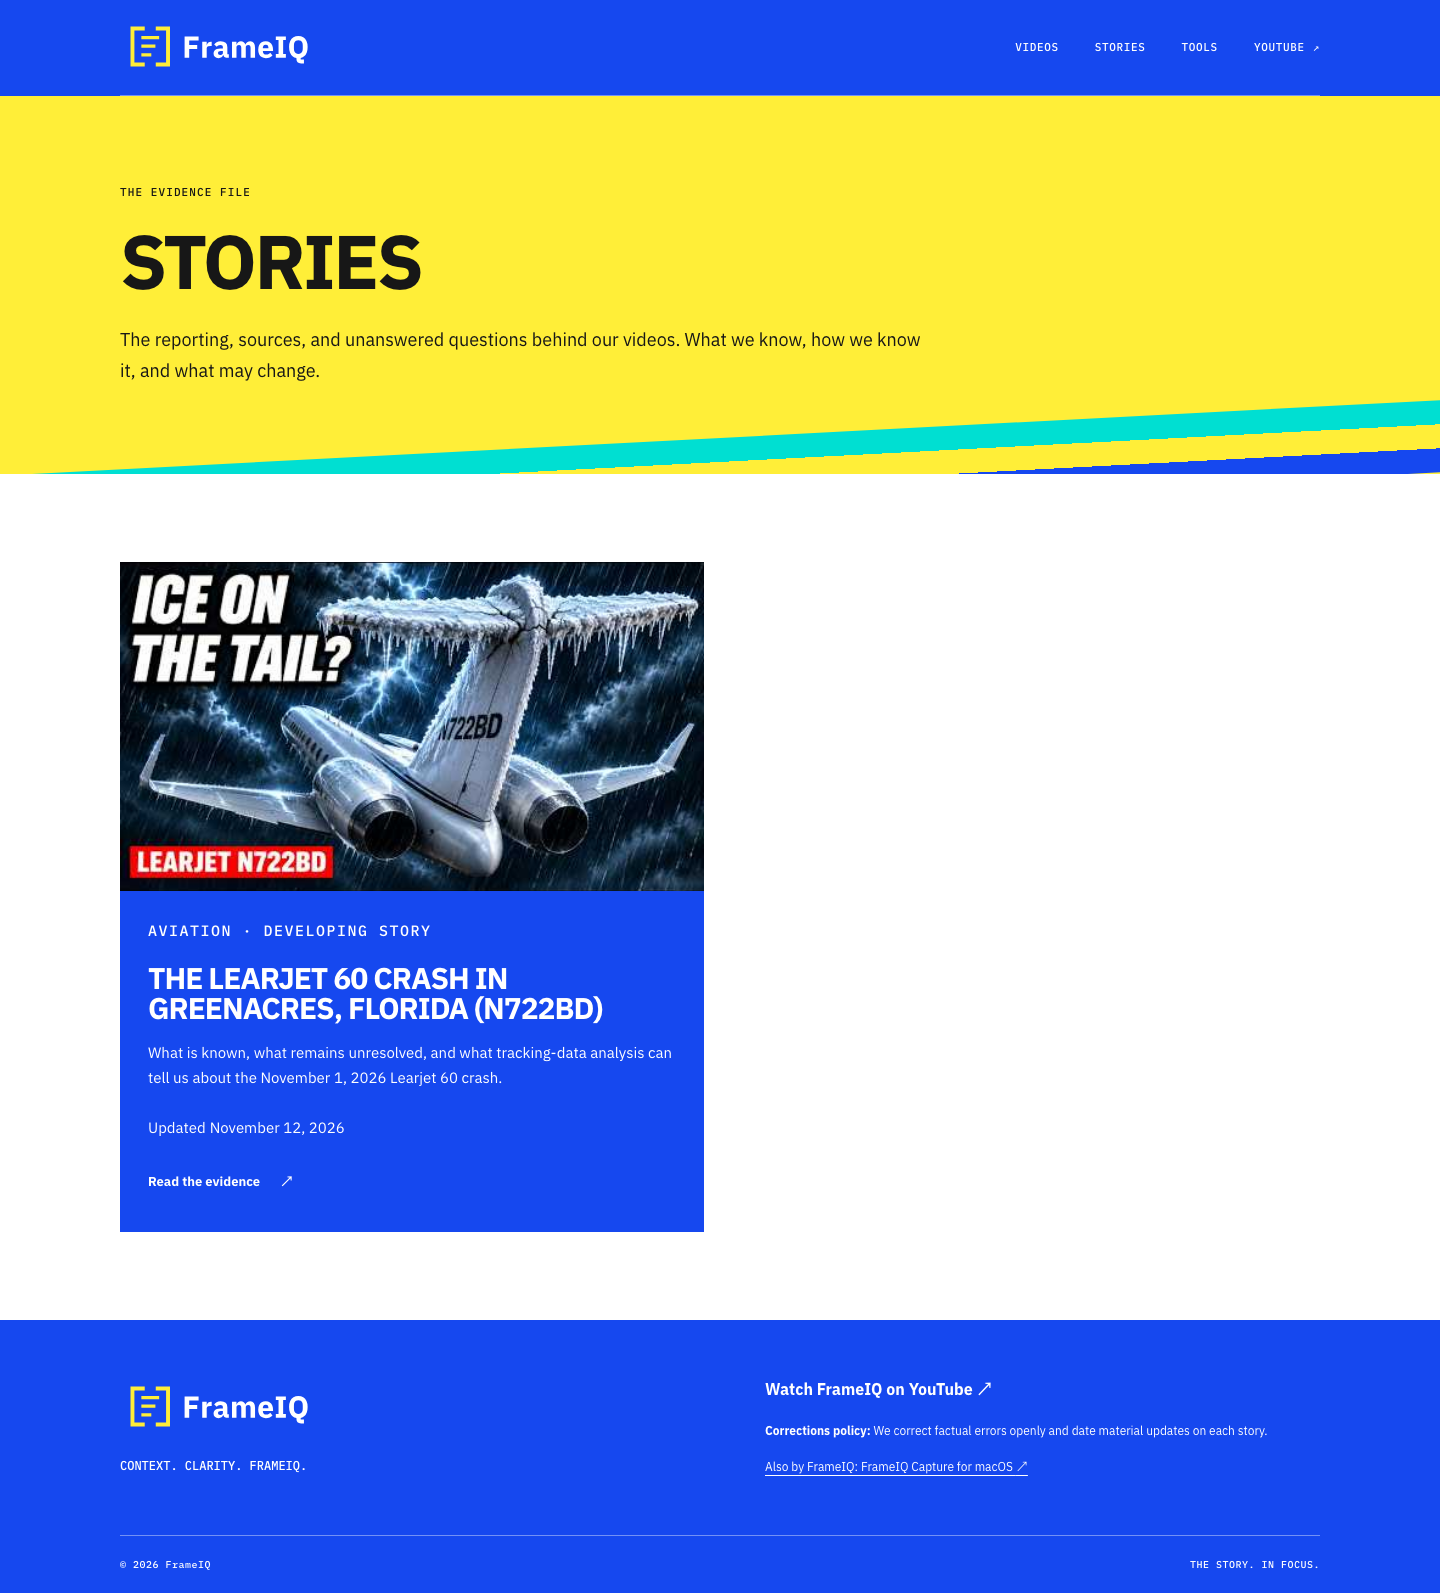 FrameIQ
VIDEOS STORIES TOOLS YOUTUBE ↗
THE EVIDENCE FILE
STORIES
The reporting, sources, and unanswered questions behind our videos. What we know, how we know
it, and what may change.
ICE ON
THE TAIL?
N722BD
LEARJET N722BD
AVIATION · DEVELOPING STORY
THE LEARJET 60 CRASH IN
GREENACRES, FLORIDA (N722BD)
What is known, what remains unresolved, and what tracking-data analysis can
tell us about the November 1, 2026 Learjet 60 crash.
Updated November 12, 2026
Read the evidence ↗
FrameIQ
CONTEXT. CLARITY. FRAMEIQ.
Watch FrameIQ on YouTube ↗
Corrections policy: We correct factual errors openly and date material updates on each story.
Also by FrameIQ: FrameIQ Capture for macOS ↗
© 2026 FrameIQ
THE STORY. IN FOCUS.